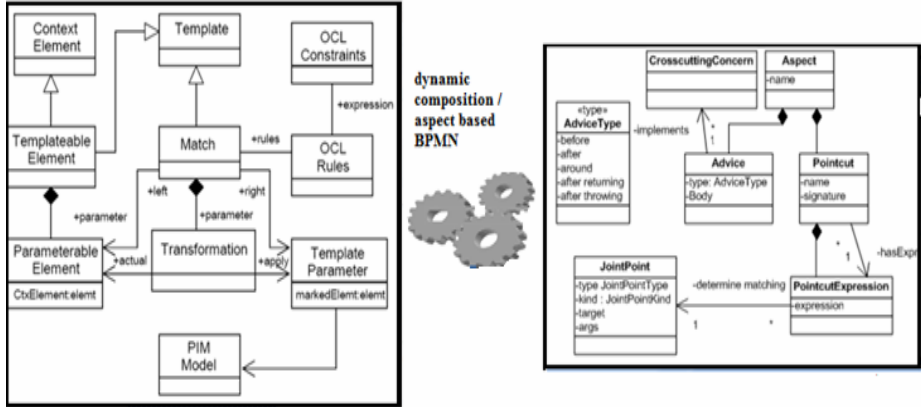 Context
Element
Template
OCL
Constraints
+expression
Templateable
Element
Match
+rules
OCL
Rules
+left
+right
+parameter
+parameter
Parameterable
Element
CtxElement:elemt
+actual
Transformation
+apply
Template
Parameter
markedElemt:elemt
PIM
Model
dynamic
composition /
aspect based
BPMN
CrosscuttingConcern
Aspect
-name
«type»
AdviceType
-before
-after
-around
-after returning
-after throwing
-implements
*
1
Advice
-type: AdviceType
-Body
Pointcut
-name
-signature
*
1
-hasExpr
JointPoint
-type JointPointType
-kind : JointPointKind
-target
-args
-determine matching
1
*
PointcutExpression
-expression